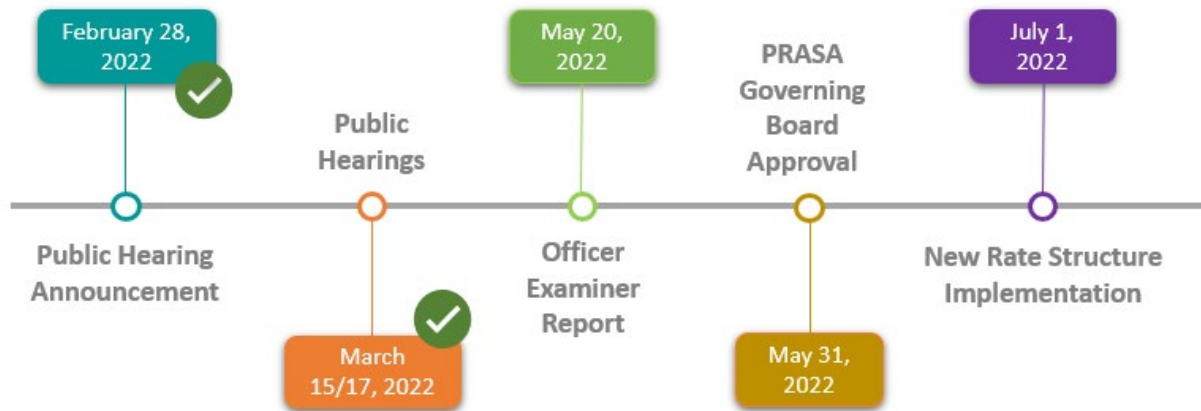 February 28,
2022
Public Hearing
Announcement
Public
Hearings
March
15/17, 2022
May 20,
2022
Officer
Examiner
Report
PRASA
Governing
Board
Approval
May 31,
2022
July 1,
2022
New Rate Structure
Implementation